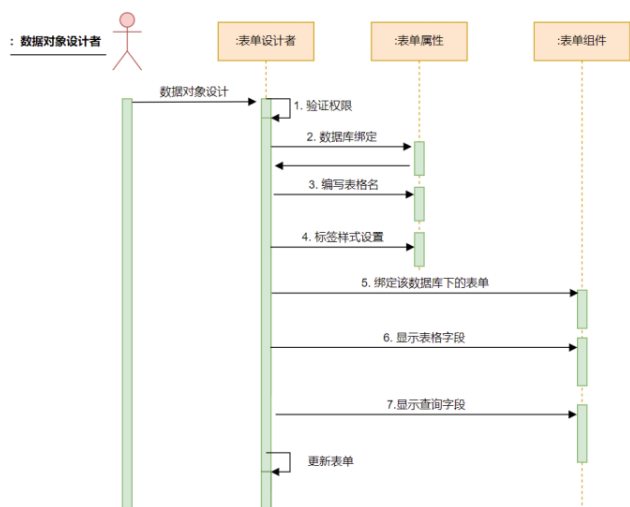 : 数据对象设计者
:表单设计者
:表单属性
:表单组件
数据对象设计
1. 验证权限
2. 数据库绑定
3. 编写表格名
4. 标签样式设置
5. 绑定该数据库下的表单
6. 显示表格字段
7.显示查询字段
更新表单